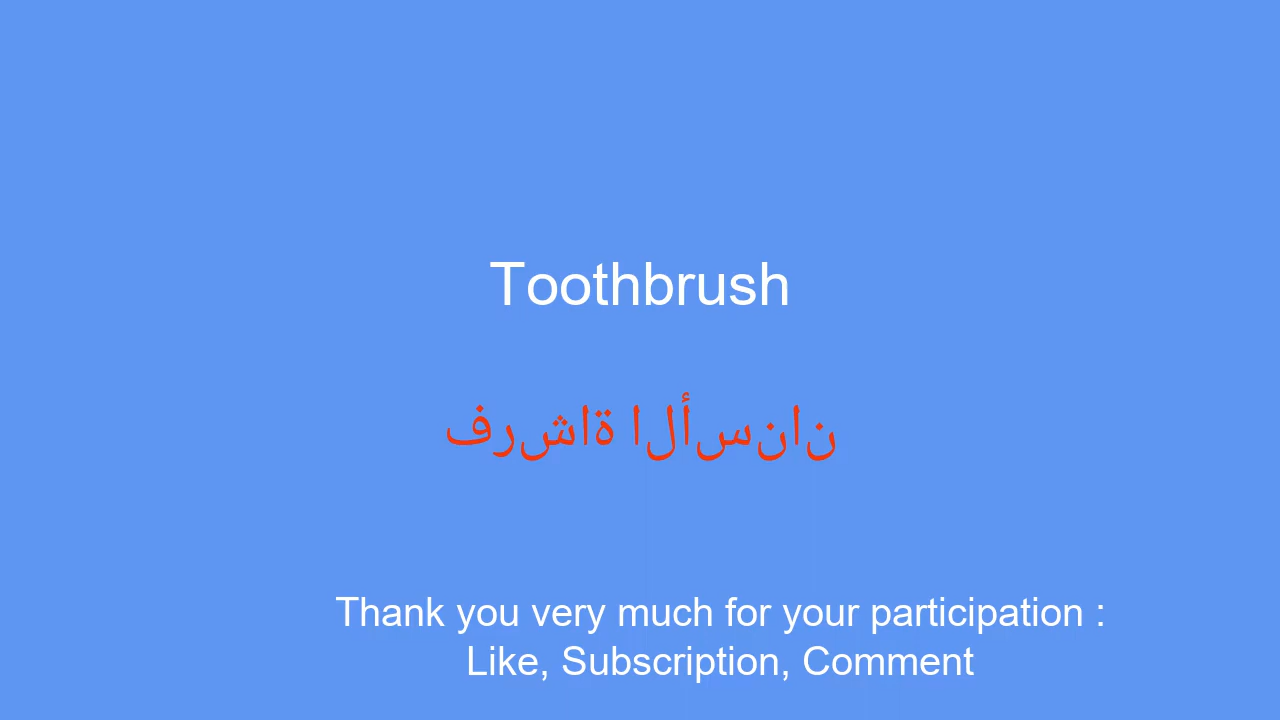 Toothbrush
فرشاة الأسنان
Thank you very much for your participation :
Like, Subscription, Comment